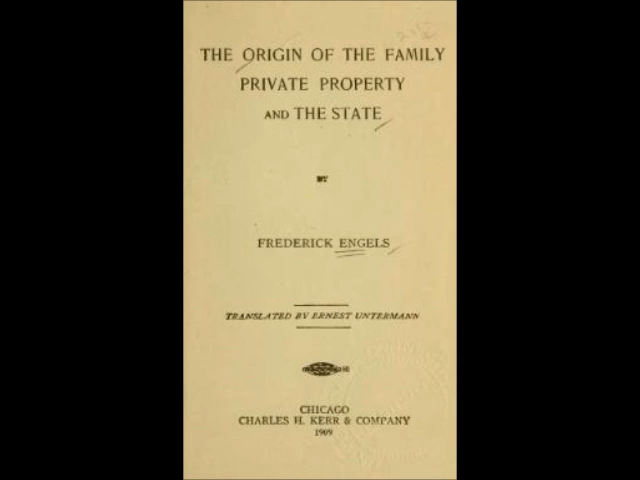 THE ORIGIN OF THE FAMILY
PRIVATE PROPERTY
AND THE STATE
BY
FREDERICK ENGELS
TRANSLATED BY ERNEST UNTERMANN
CHICAGO
CHARLES H. KERR & COMPANY
1909